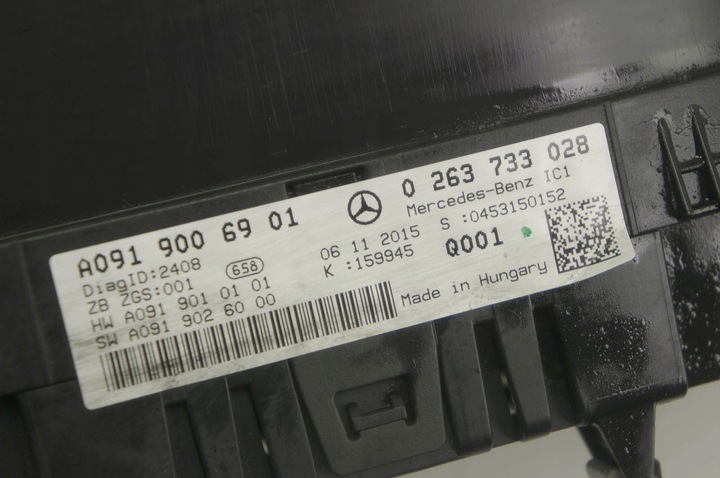 A091 900 69 01
DiagID:2408
ZB ZGS:001 658
HW A091 901 01 01
SW A091 902 60 00
06 11 2015
K :159945
0 263 733 028
Mercedes-Benz IC1
S :0453150152
Q001
Made in Hungary